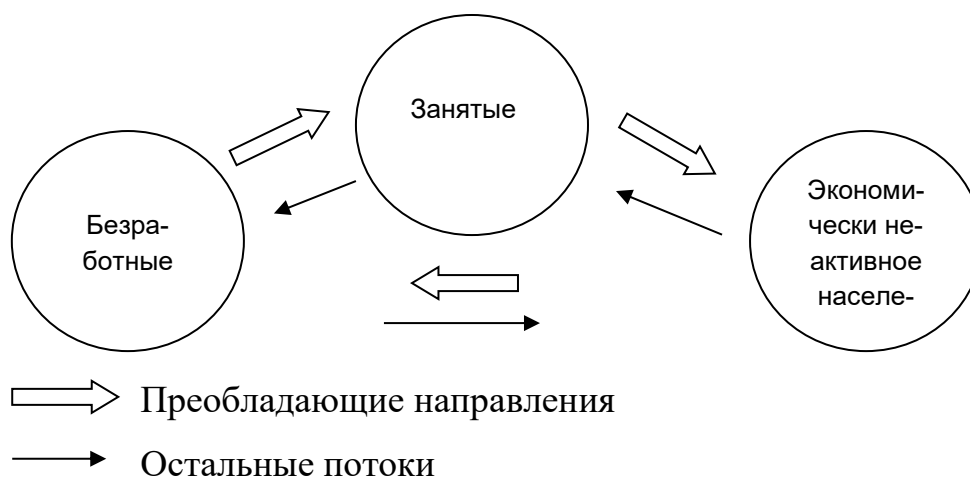 Занятые
Безра-
ботные
Экономи-
чески не-
активное
населе-
Преобладающие направления
Остальные потоки